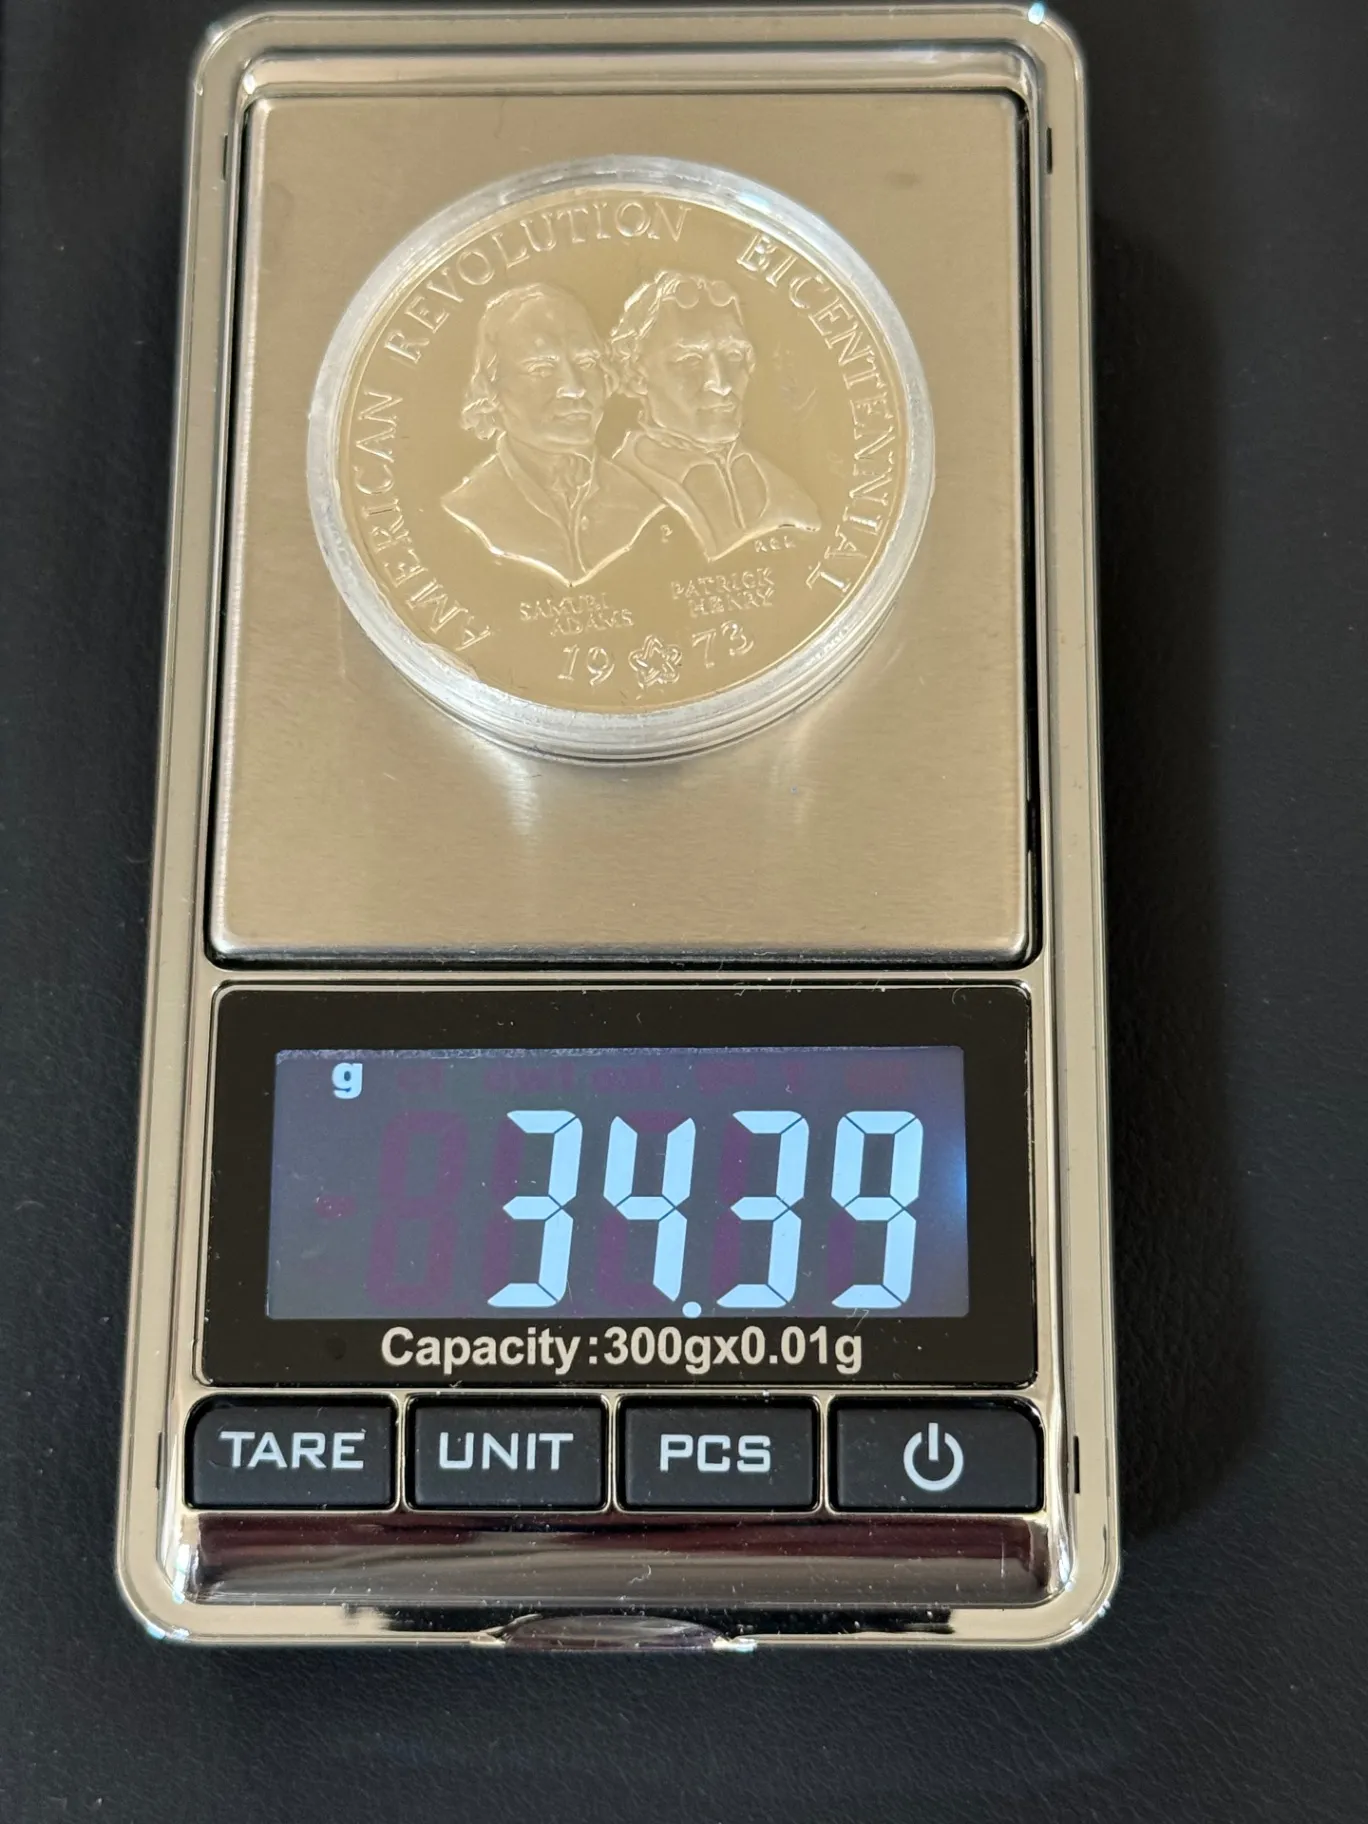 AMERICAN REVOLUTION BICENTENNIAL
SAMUEL
ADAMS
PATRICK
HENRY
P
19 73
g
34.39
Capacity:300gx0.01g
TARE UNIT PCS